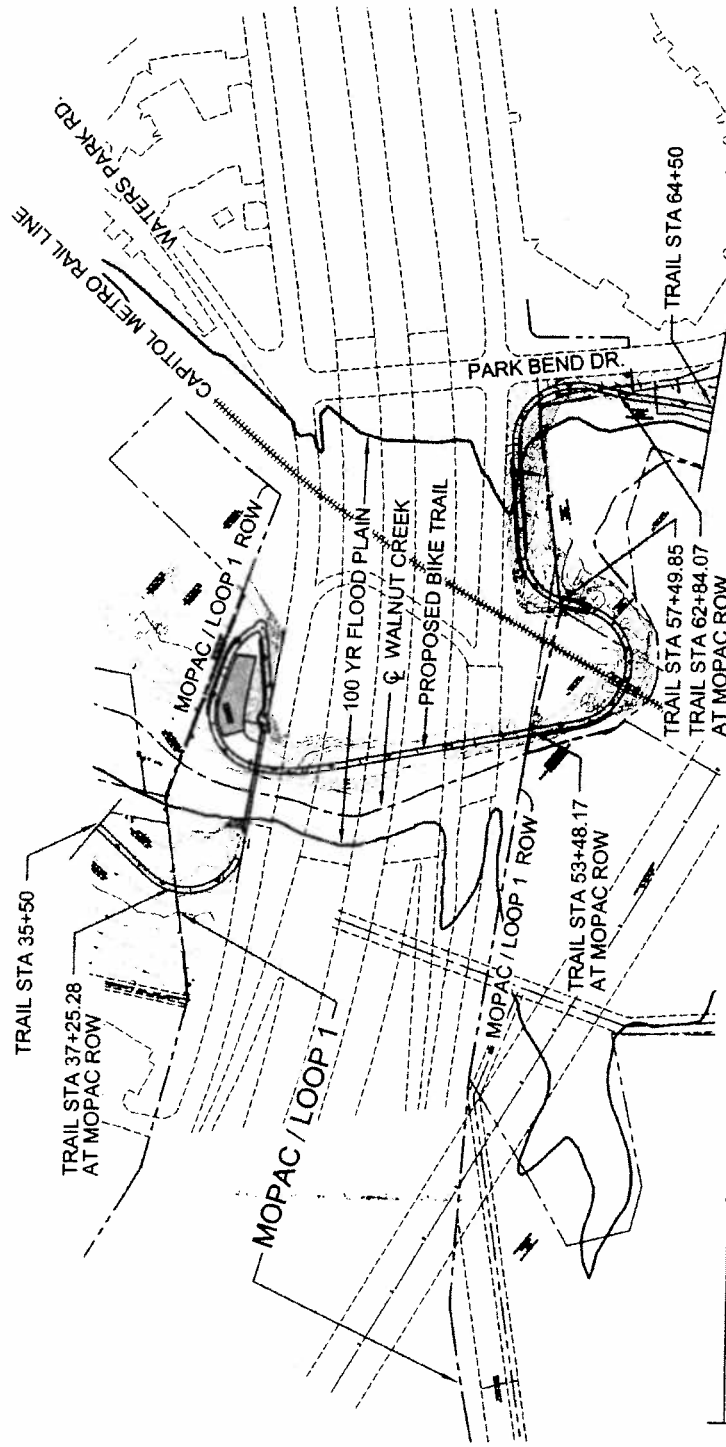 WATERS PARK RD.
CAPITOL METRO RAIL LINE
TRAIL STA 35+50
TRAIL STA 37+25.28
AT MOPAC ROW
MOPAC / LOOP 1 ROW
PARK BEND DR.
100 YR FLOOD PLAIN
℄ WALNUT CREEK
PROPOSED BIKE TRAIL
MOPAC / LOOP 1
MOPAC / LOOP 1 ROW
TRAIL STA 53+48.17
AT MOPAC ROW
TRAIL STA 57+49.85
TRAIL STA 62+84.07
AT MOPAC ROW
TRAIL STA 64+50